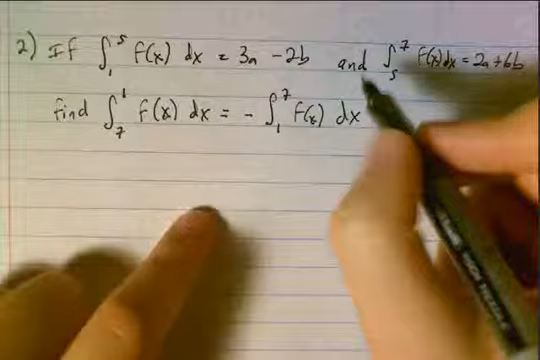 2) If ∫₁⁵ f(x) dx = 3a - 2b and ∫₅⁷ f(x) dx = 2a + 6b
find ∫₇¹ f(x) dx = - ∫₁⁷ f(x) dx